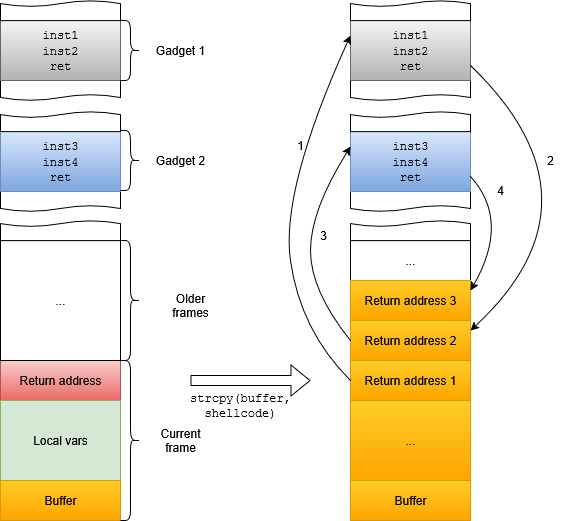 inst1
inst2
ret
Gadget 1
inst3
inst4
ret
Gadget 2
...
Older
frames
Return address
Local vars
Current
frame
Buffer
strcpy(buffer,
shellcode)
inst1
inst2
ret
1
2
inst3
inst4
ret
3
4
...
Return address 3
Return address 2
Return address 1
...
Buffer